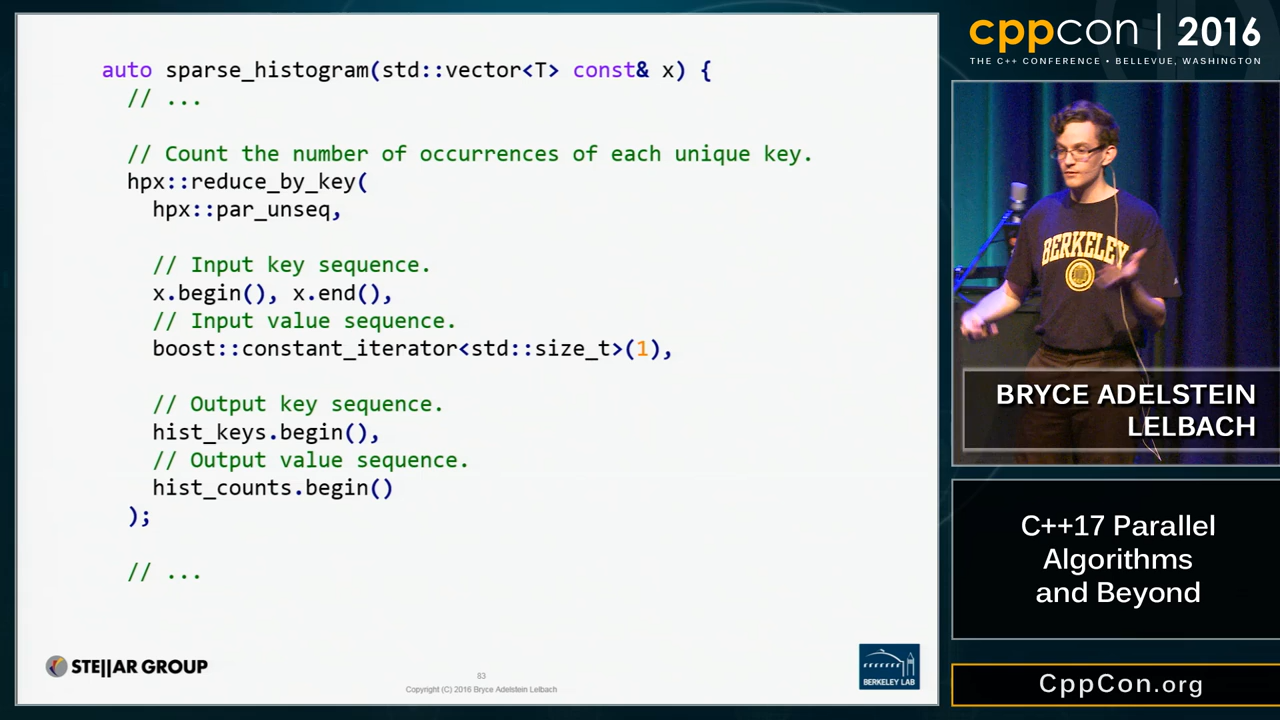 auto sparse_histogram(std::vector<T> const& x) {
// ...
// Count the number of occurrences of each unique key.
hpx::reduce_by_key(
hpx::par_unseq,
// Input key sequence.
x.begin(), x.end(),
// Input value sequence.
boost::constant_iterator<std::size_t>(1),
// Output key sequence.
hist_keys.begin(),
// Output value sequence.
hist_counts.begin()
);
// ...
STE||AR GROUP
83
Copyright (C) 2016 Bryce Adelstein Lelbach
BERKELEY LAB
cppcon | 2016
THE C++ CONFERENCE • BELLEVUE, WASHINGTON
BERKELEY
BRYCE ADELSTEIN
LELBACH
C++17 Parallel
Algorithms
and Beyond
CppCon.org